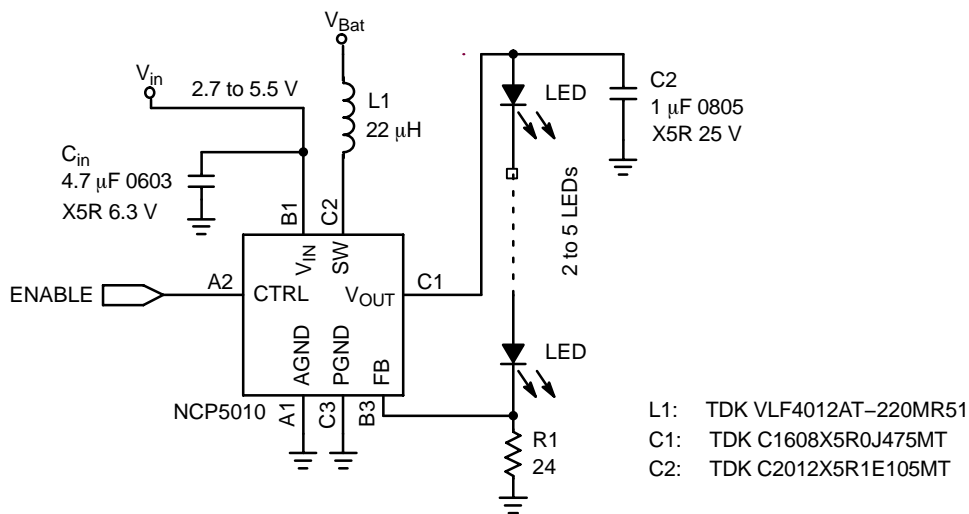 V_Bat
V_in
2.7 to 5.5 V
L1
22 μH
LED
C2
1 μF 0805
X5R 25 V
C_in
4.7 μF 0603
X5R 6.3 V
B1
C2
2 to 5 LEDs
V_IN
SW
ENABLE
A2
CTRL
V_OUT
C1
AGND
PGND
FB
LED
NCP5010
A1
C3
B3
R1
24
L1: TDK VLF4012AT−220MR51
C1: TDK C1608X5R0J475MT
C2: TDK C2012X5R1E105MT